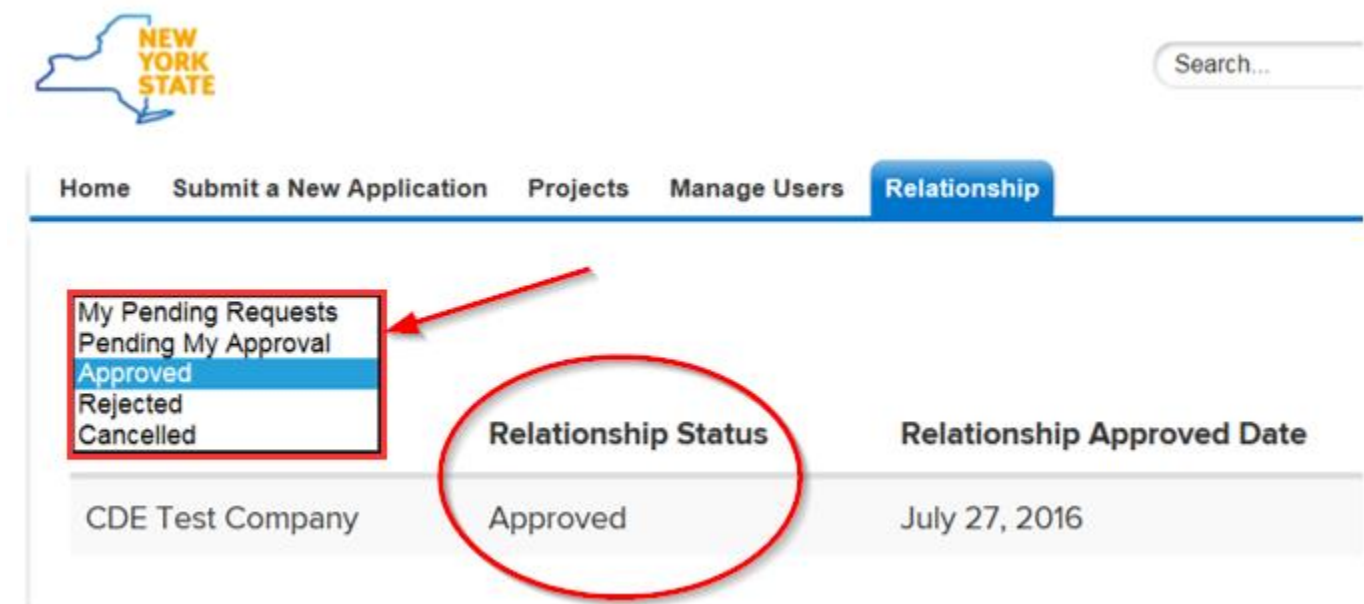 NEW
YORK
STATE
Search...
Home Submit a New Application Projects Manage Users Relationship
My Pending Requests
Pending My Approval
Approved
Rejected
Cancelled
Relationship Status Relationship Approved Date
CDE Test Company Approved July 27, 2016